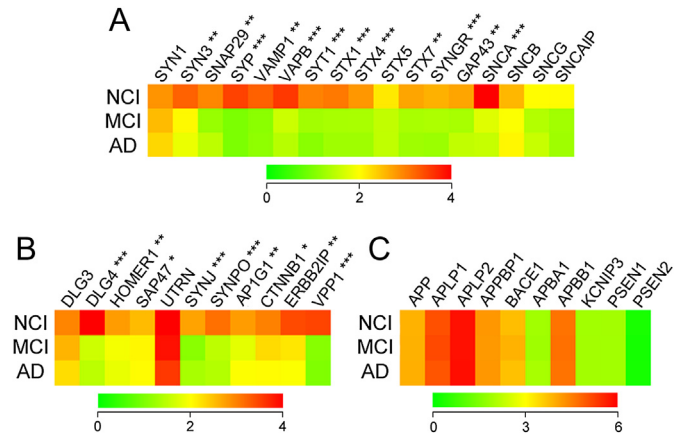 A
SYN1 SYN3 ** SNAP29 ** SYP *** VAMP1 ** VAPB *** SYT1 *** STX1 *** STX4 *** STX5 STX7 ** SYNGR *** GAP43 ** SNCA *** SNCB SNCG SNCAIP
NCI
MCI
AD
0 2 4
B
DLG3 DLG4 *** HOMER1 ** SAP47 * UTRN SYNJ *** SYNPO *** AP1G1 ** CTNNB1 * ERBB2IP ** VPP1 ***
NCI
MCI
AD
0 2 4
C
APP APLP1 APLP2 APPBP1 BACE1 APBA1 APBB1 KCNIP3 PSEN1 PSEN2
NCI
MCI
AD
0 3 6